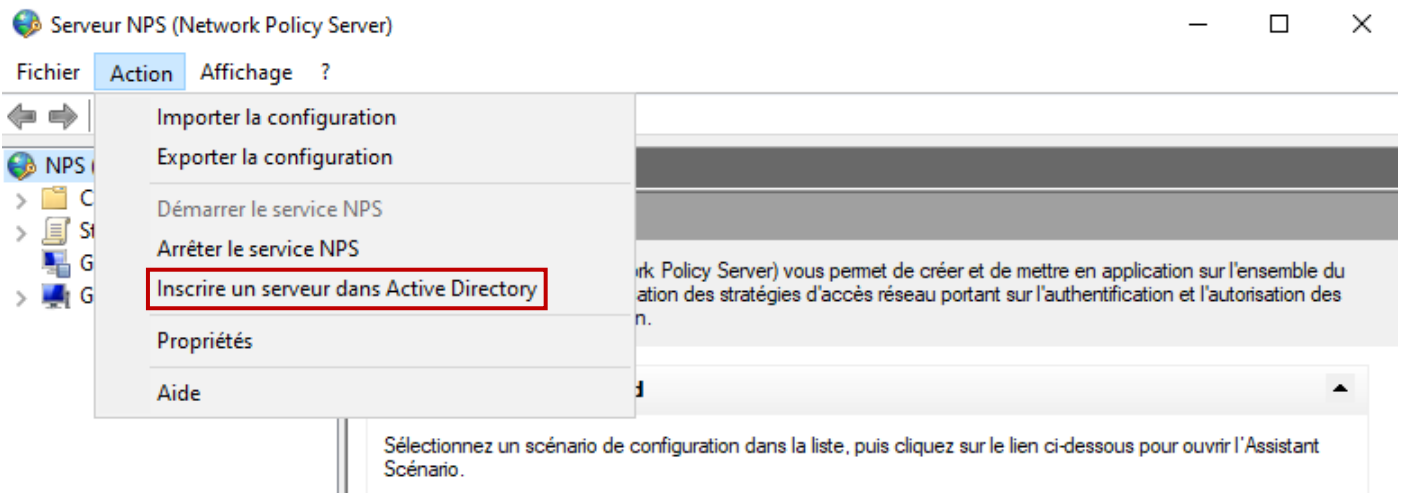 Serveur NPS (Network Policy Server)
Fichier Action Affichage ?
Importer la configuration
Exporter la configuration
NPS
Démarrer le service NPS
Arrêter le service NPS
Inscrire un serveur dans Active Directory
Propriétés
Aide
Policy Server) vous permet de créer et de mettre en application sur l'ensemble du
des stratégies d'accès réseau portant sur l'authentification et l'autorisation des
Sélectionnez un scénario de configuration dans la liste, puis cliquez sur le lien ci-dessous pour ouvrir l'Assistant
Scénario.